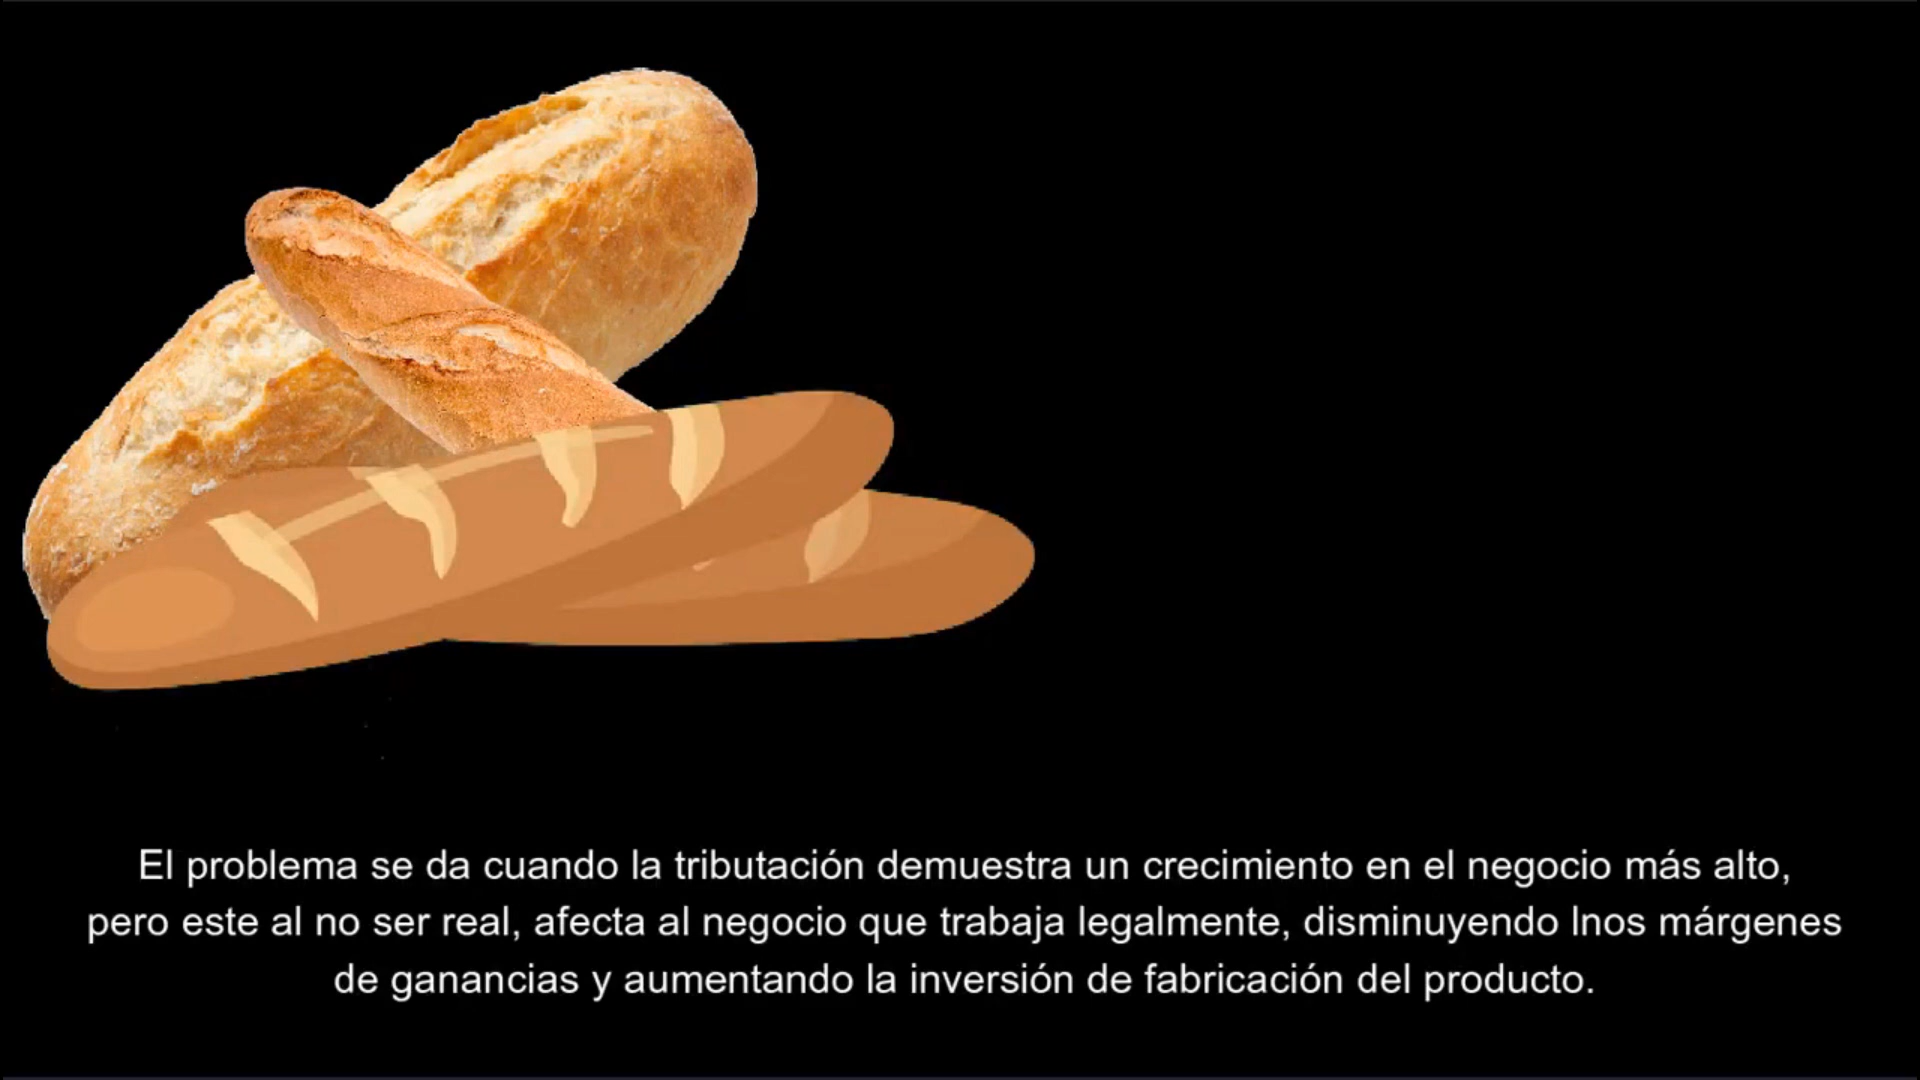 El problema se da cuando la tributación demuestra un crecimiento en el negocio más alto,
pero este al no ser real, afecta al negocio que trabaja legalmente, disminuyendo lnos márgenes
de ganancias y aumentando la inversión de fabricación del producto.